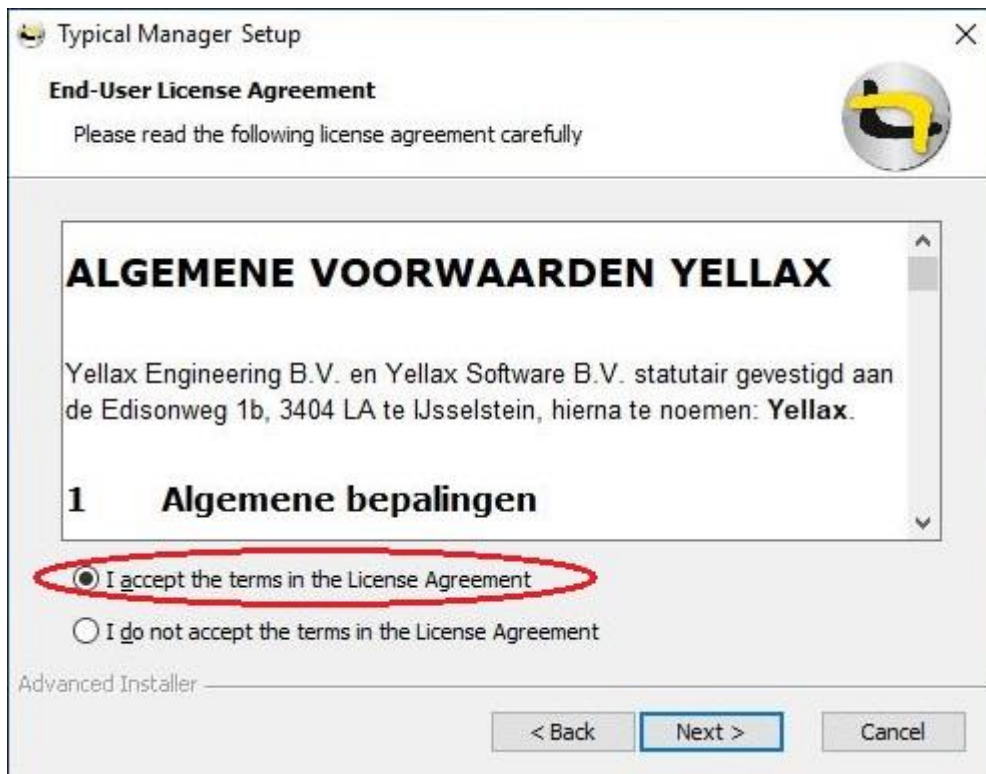 Typical Manager Setup
End-User License Agreement
Please read the following license agreement carefully
ALGEMENE VOORWAARDEN YELLAX
Yellax Engineering B.V. en Yellax Software B.V. statutair gevestigd aan
de Edisonweg 1b, 3404 LA te IJsselstein, hierna te noemen: Yellax.
1 Algemene bepalingen
I accept the terms in the License Agreement
I do not accept the terms in the License Agreement
Advanced Installer
< Back Next > Cancel